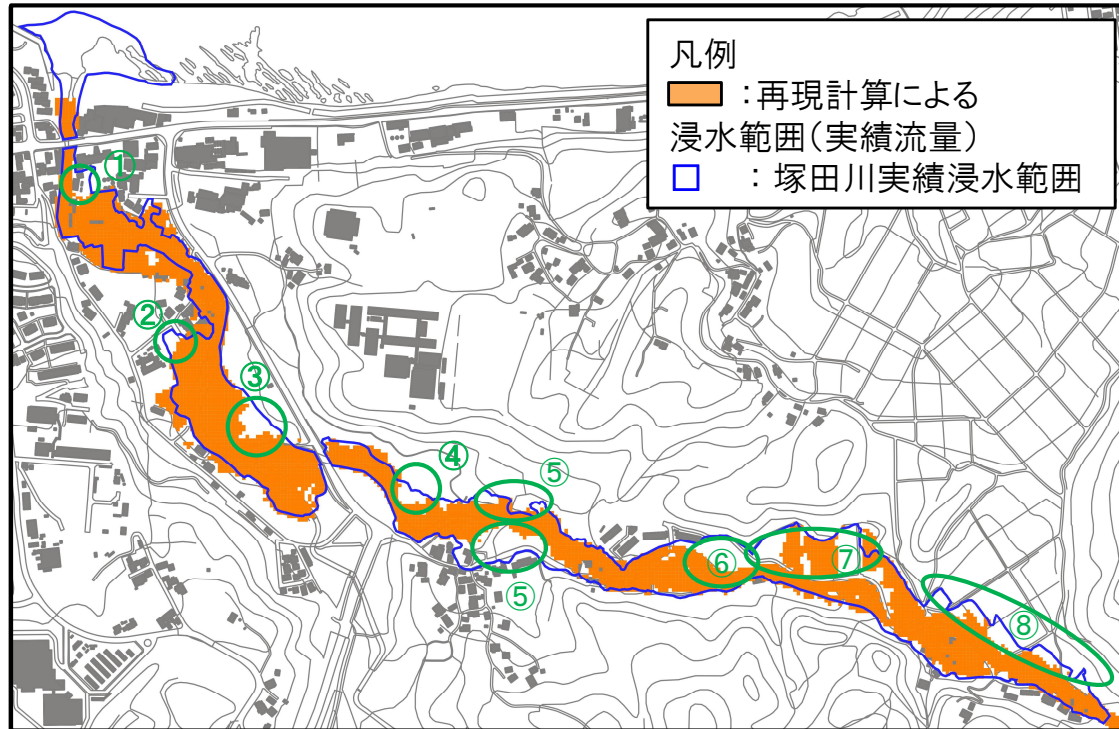 凡例
：再現計算による
浸水範囲(実績流量)
：塚田川実績浸水範囲
①
②
③
④
⑤
⑤
⑥
⑦
⑧